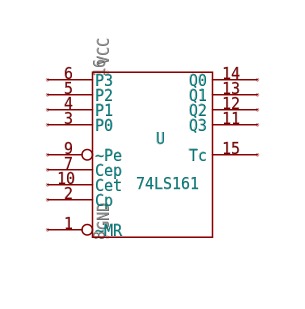 16
VCC
6 P3 Q0 14
5 P2 Q1 13
4 P1 Q2 12
3 P0 Q3 11
U
9 ~Pe Tc 15
7 Cep
10 Cet 74LS161
2 Cp
8 GND
1 ~MR